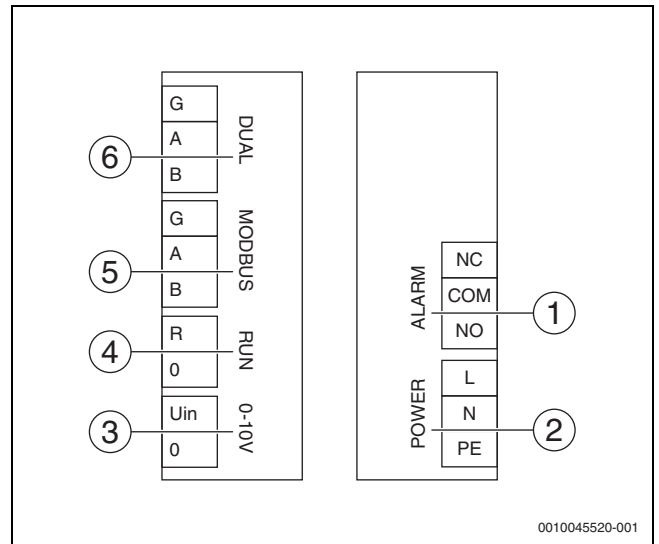 G
A
B
DUAL
6
G
A
B
MODBUS
5
R
0
RUN
4
Uin
0
0-10V
3
NC
COM
NO
ALARM
1
L
N
PE
POWER
2
0010045520-001